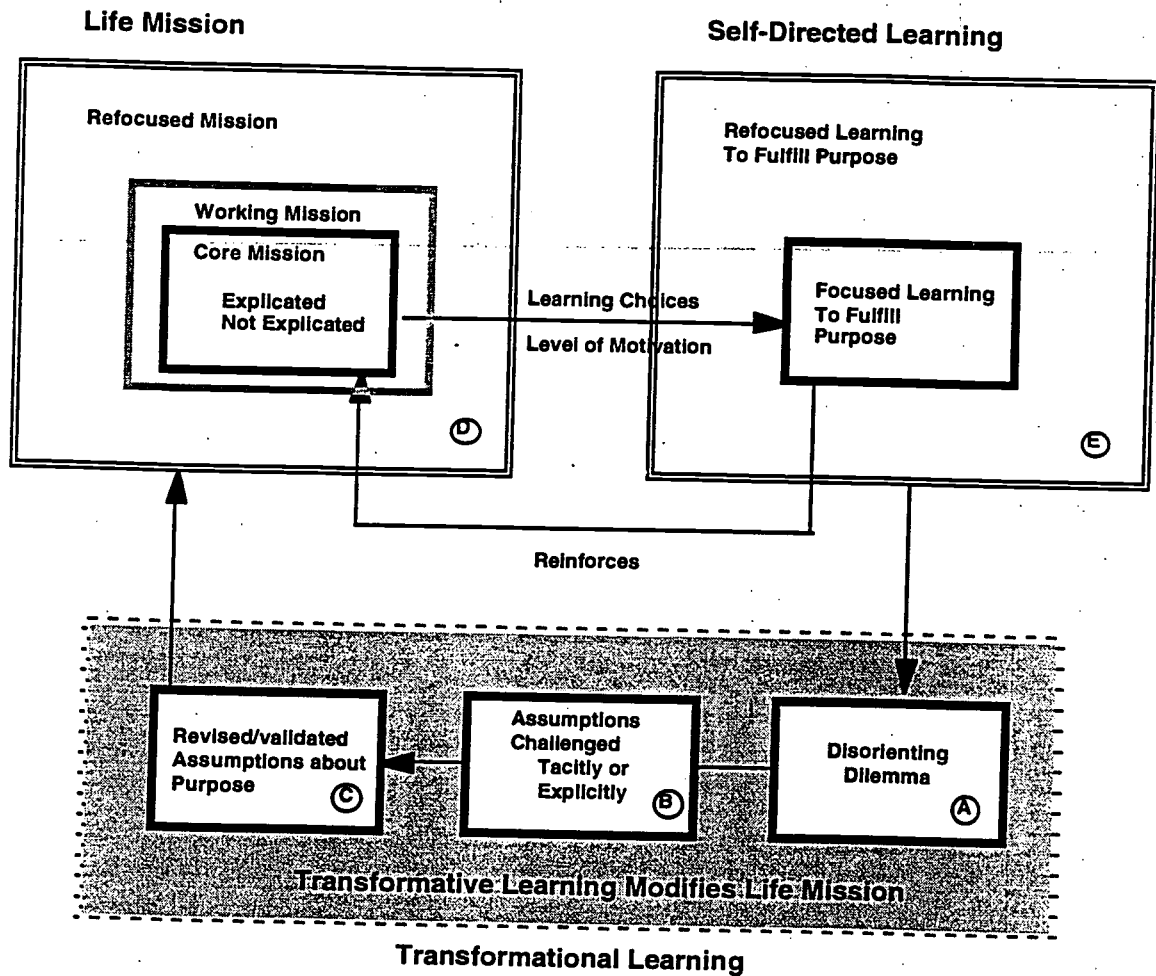 Life Mission
Self-Directed Learning
Refocused Mission
Working Mission
Core Mission
Explicated
Not Explicated
D
Learning Choices
Level of Motivation
Refocused Learning
To Fulfill Purpose
Focused Learning
To Fulfill
Purpose
E
Reinforces
Revised/validated
Assumptions about
Purpose
C
Assumptions
Challenged
Tacitly or
Explicitly
B
Disorienting
Dilemma
A
Transformative Learning Modifies Life Mission
Transformational Learning